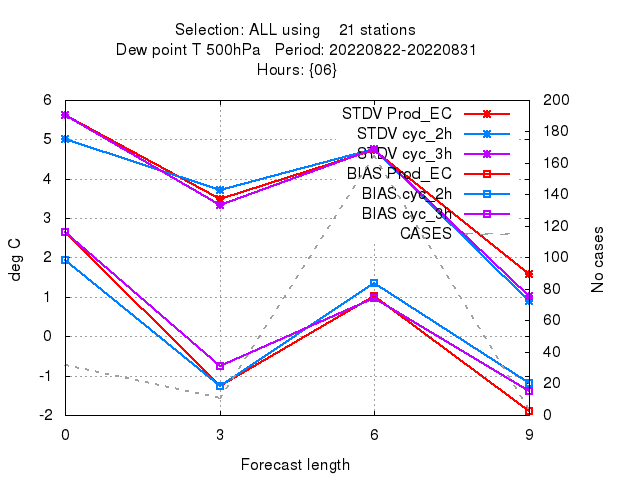 Selection: ALL using 21 stations
Dew point T 500hPa Period: 20220822-20220831
Hours: {06}
6
5
4
3
2
1
0
-1
-2
200
180
160
140
120
100
80
60
40
20
0
STDV Prod_EC
STDV cyc_2h
STDV cyc_3h
BIAS Prod_EC
BIAS cyc_2h
BIAS cyc_3h
CASES
deg C
No cases
0 3 6 9
Forecast length